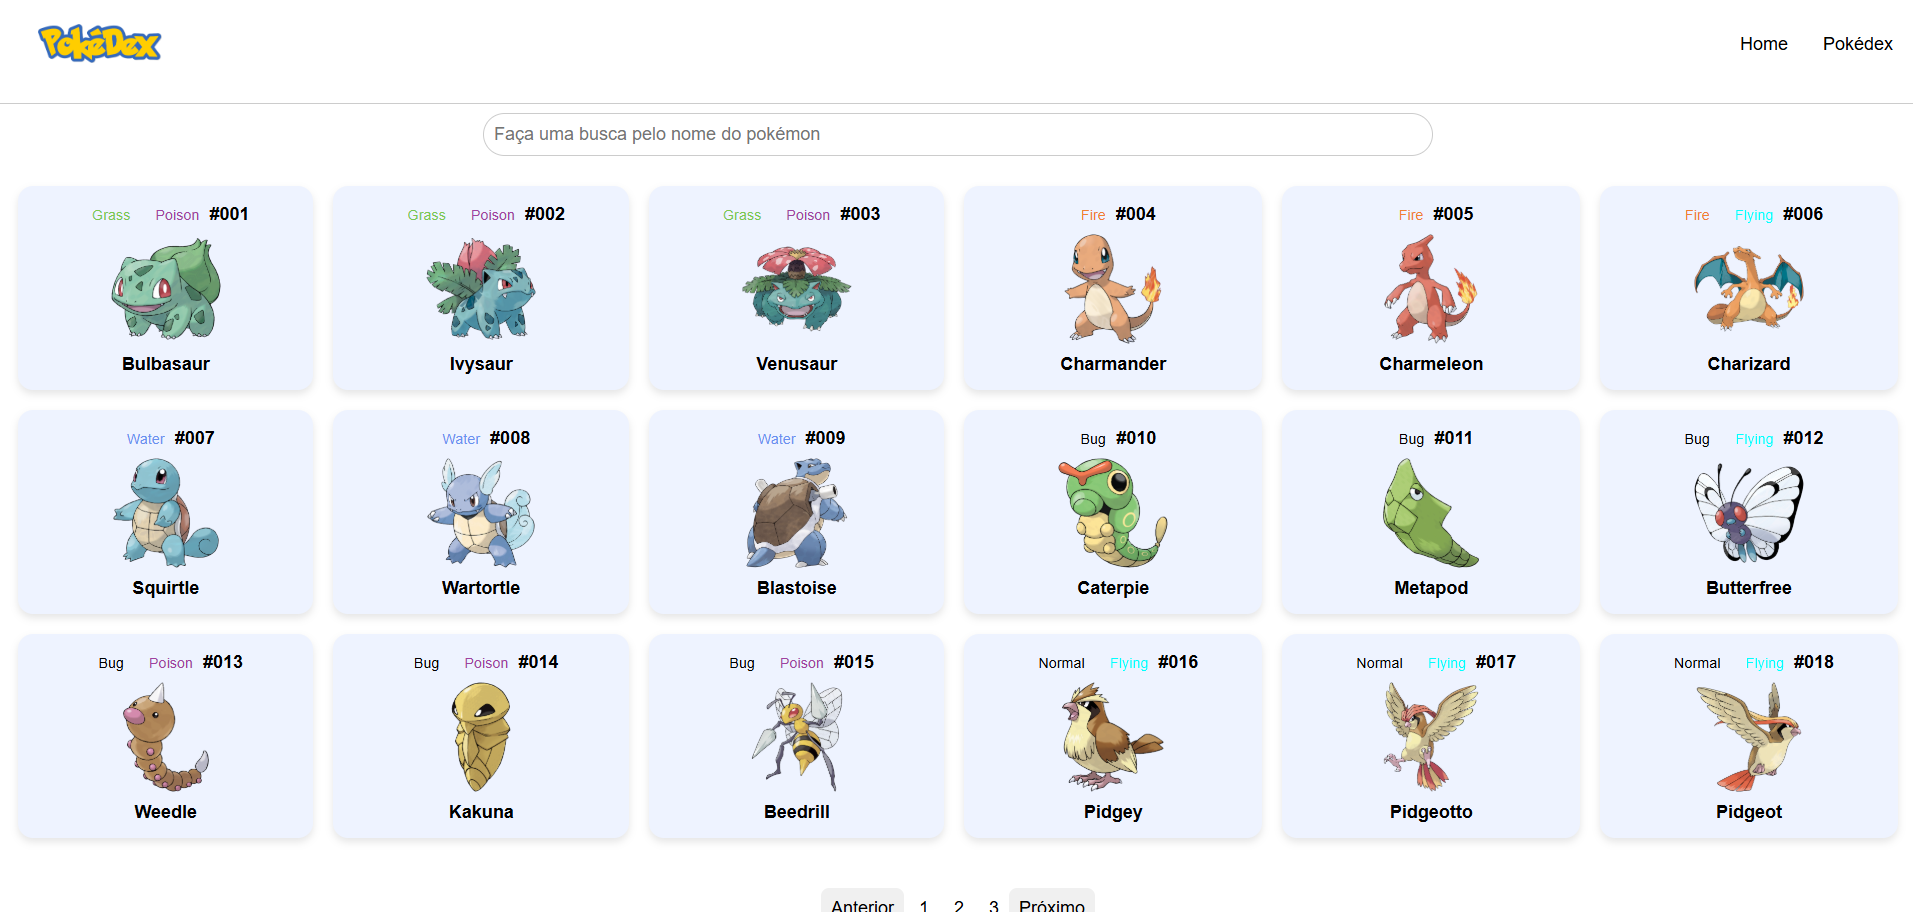 PokéDex
Home Pokédex
Faça uma busca pelo nome do pokémon
Grass Poison #001
Bulbasaur
Grass Poison #002
Ivysaur
Grass Poison #003
Venusaur
Fire #004
Charmander
Fire #005
Charmeleon
Fire Flying #006
Charizard
Water #007
Squirtle
Water #008
Wartortle
Water #009
Blastoise
Bug #010
Caterpie
Bug #011
Metapod
Bug Flying #012
Butterfree
Bug Poison #013
Weedle
Bug Poison #014
Kakuna
Bug Poison #015
Beedrill
Normal Flying #016
Pidgey
Normal Flying #017
Pidgeotto
Normal Flying #018
Pidgeot
Anterior 1 2 3 Próximo